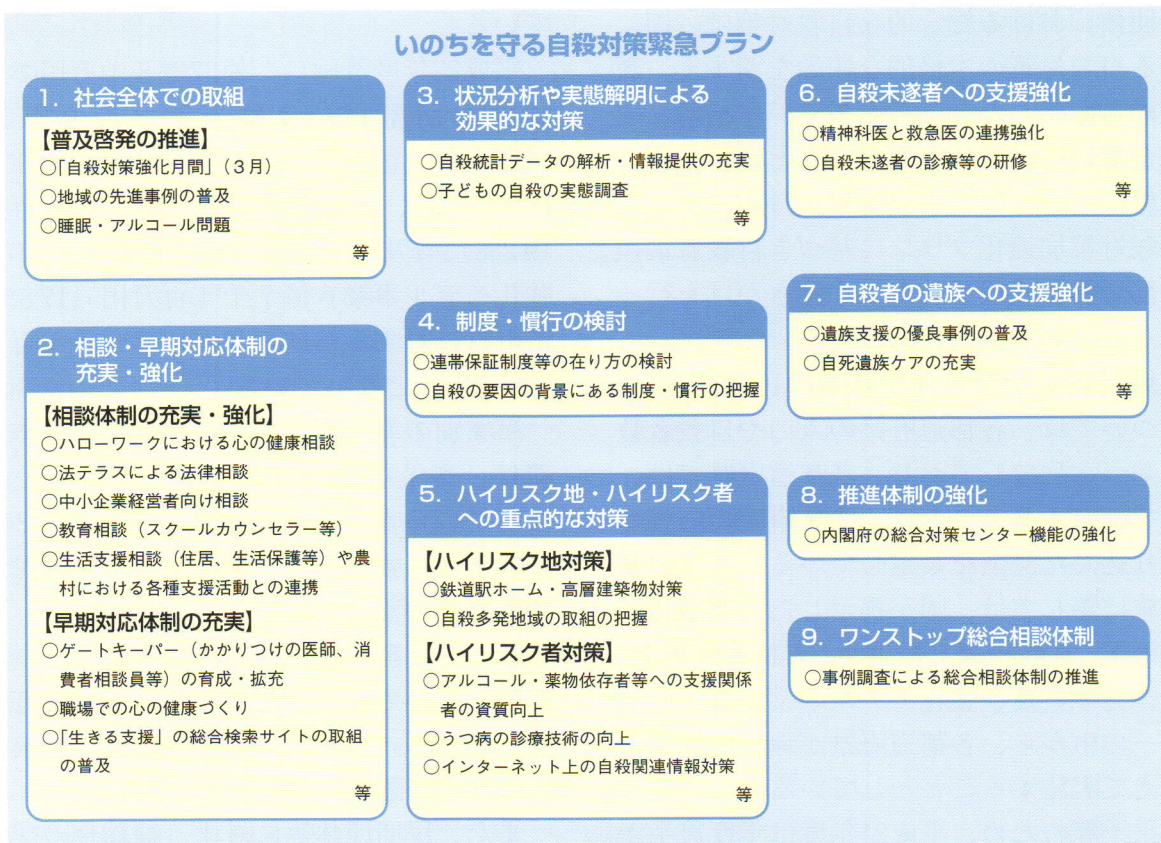 いのちを守る自殺対策緊急プラン
1．社会全体での取組
【普及啓発の推進】
○｢自殺対策強化月間」（3月）
○地域の先進事例の普及
○睡眠・アルコール問題
等
2．相談・早期対応体制の
充実・強化
【相談体制の充実・強化】
○ハローワークにおける心の健康相談
○法テラスによる法律相談
○中小企業経営者向け相談
○教育相談（スクールカウンセラー等）
○生活支援相談（住居、生活保護等）や農
村における各種支援活動との連携
【早期対応体制の充実】
○ゲートキーパー（かかりつけの医師、消
費者相談員等）の育成・拡充
○職場での心の健康づくり
○｢生きる支援」の総合検索サイトの取組
の普及
等
3．状況分析や実態解明による
効果的な対策
○自殺統計データの解析・情報提供の充実
○子どもの自殺の実態調査
等
4．制度・慣行の検討
○連帯保証制度等の在り方の検討
○自殺の要因の背景にある制度・慣行の把握
5．ハイリスク地・ハイリスク者
への重点的な対策
【ハイリスク地対策】
○鉄道駅ホーム・高層建築物対策
○自殺多発地域の取組の把握
【ハイリスク者対策】
○アルコール・薬物依存者等への支援関係
者の資質向上
○うつ病の診療技術の向上
○インターネット上の自殺関連情報対策
等
6．自殺未遂者への支援強化
○精神科医と救急医の連携強化
○自殺未遂者の診療等の研修
等
7．自殺者の遺族への支援強化
○遺族支援の優良事例の普及
○自死遺族ケアの充実
等
8．推進体制の強化
○内閣府の総合対策センター機能の強化
9．ワンストップ総合相談体制
○事例調査による総合相談体制の推進